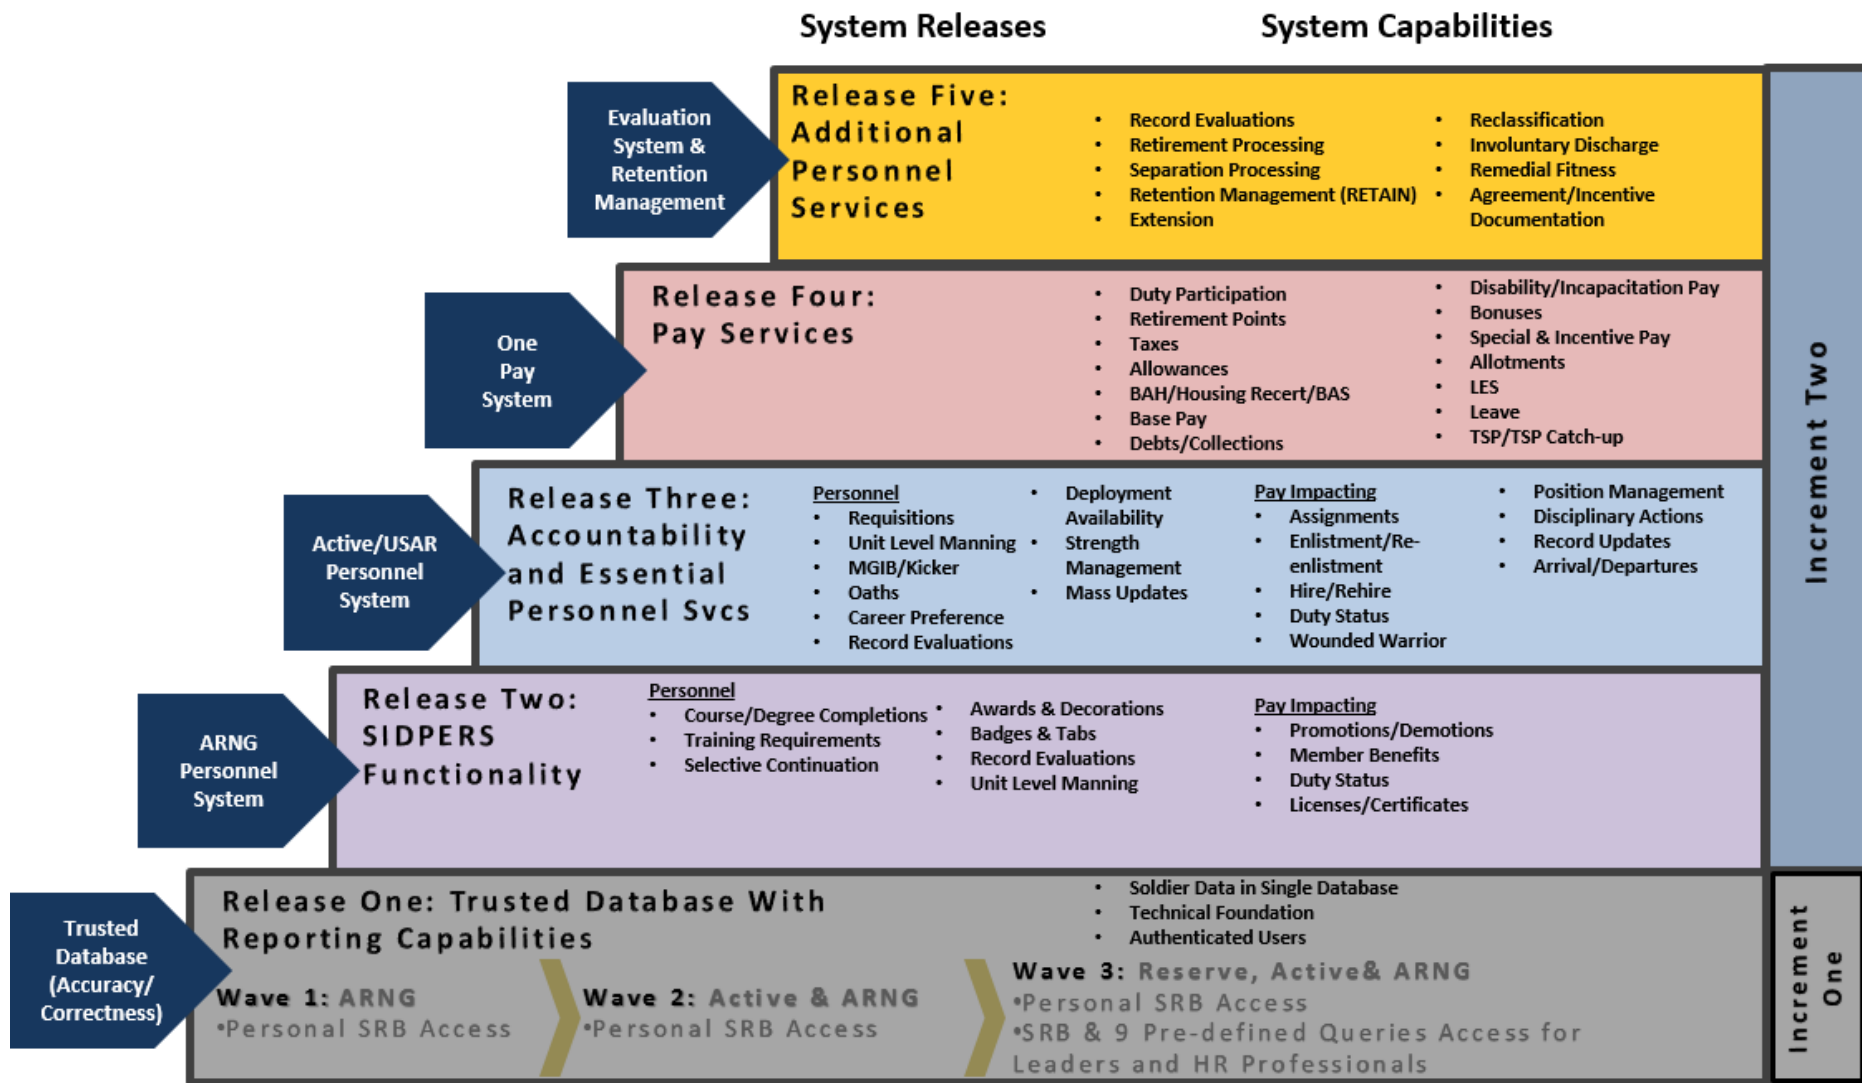 System Releases
System Capabilities
Evaluation
System &
Retention
Management
Release Five:
Additional
Personnel
Services
• Record Evaluations
• Retirement Processing
• Separation Processing
• Retention Management (RETAIN)
• Extension
• Reclassification
• Involuntary Discharge
• Remedial Fitness
• Agreement/Incentive
Documentation
One
Pay
System
Release Four:
Pay Services
• Duty Participation
• Retirement Points
• Taxes
• Allowances
• BAH/Housing Recert/BAS
• Base Pay
• Debts/Collections
• Disability/Incapacitation Pay
• Bonuses
• Special & Incentive Pay
• Allotments
• LES
• Leave
• TSP/TSP Catch-up
Active/USAR
Personnel
System
Release Three:
Accountability
and Essential
Personnel Svcs
Personnel
• Requisitions
• Unit Level Manning
• MGIB/Kicker
• Oaths
• Career Preference
• Record Evaluations
• Deployment
Availability
• Strength
Management
• Mass Updates
Pay Impacting
• Assignments
• Enlistment/Re-
enlistment
• Hire/Rehire
• Duty Status
• Wounded Warrior
• Position Management
• Disciplinary Actions
• Record Updates
• Arrival/Departures
ARNG
Personnel
System
Release Two:
SIDPERS
Functionality
Personnel
• Course/Degree Completions
• Training Requirements
• Selective Continuation
• Awards & Decorations
• Badges & Tabs
• Record Evaluations
• Unit Level Manning
Pay Impacting
• Promotions/Demotions
• Member Benefits
• Duty Status
• Licenses/Certificates
Increment Two
Trusted
Database
(Accuracy/
Correctness)
Release One: Trusted Database With
Reporting Capabilities
• Soldier Data in Single Database
• Technical Foundation
• Authenticated Users
Wave 1: ARNG
•Personal SRB Access
Wave 2: Active & ARNG
•Personal SRB Access
Wave 3: Reserve, Active& ARNG
•Personal SRB Access
•SRB & 9 Pre-defined Queries Access for
Leaders and HR Professionals
Increment
One